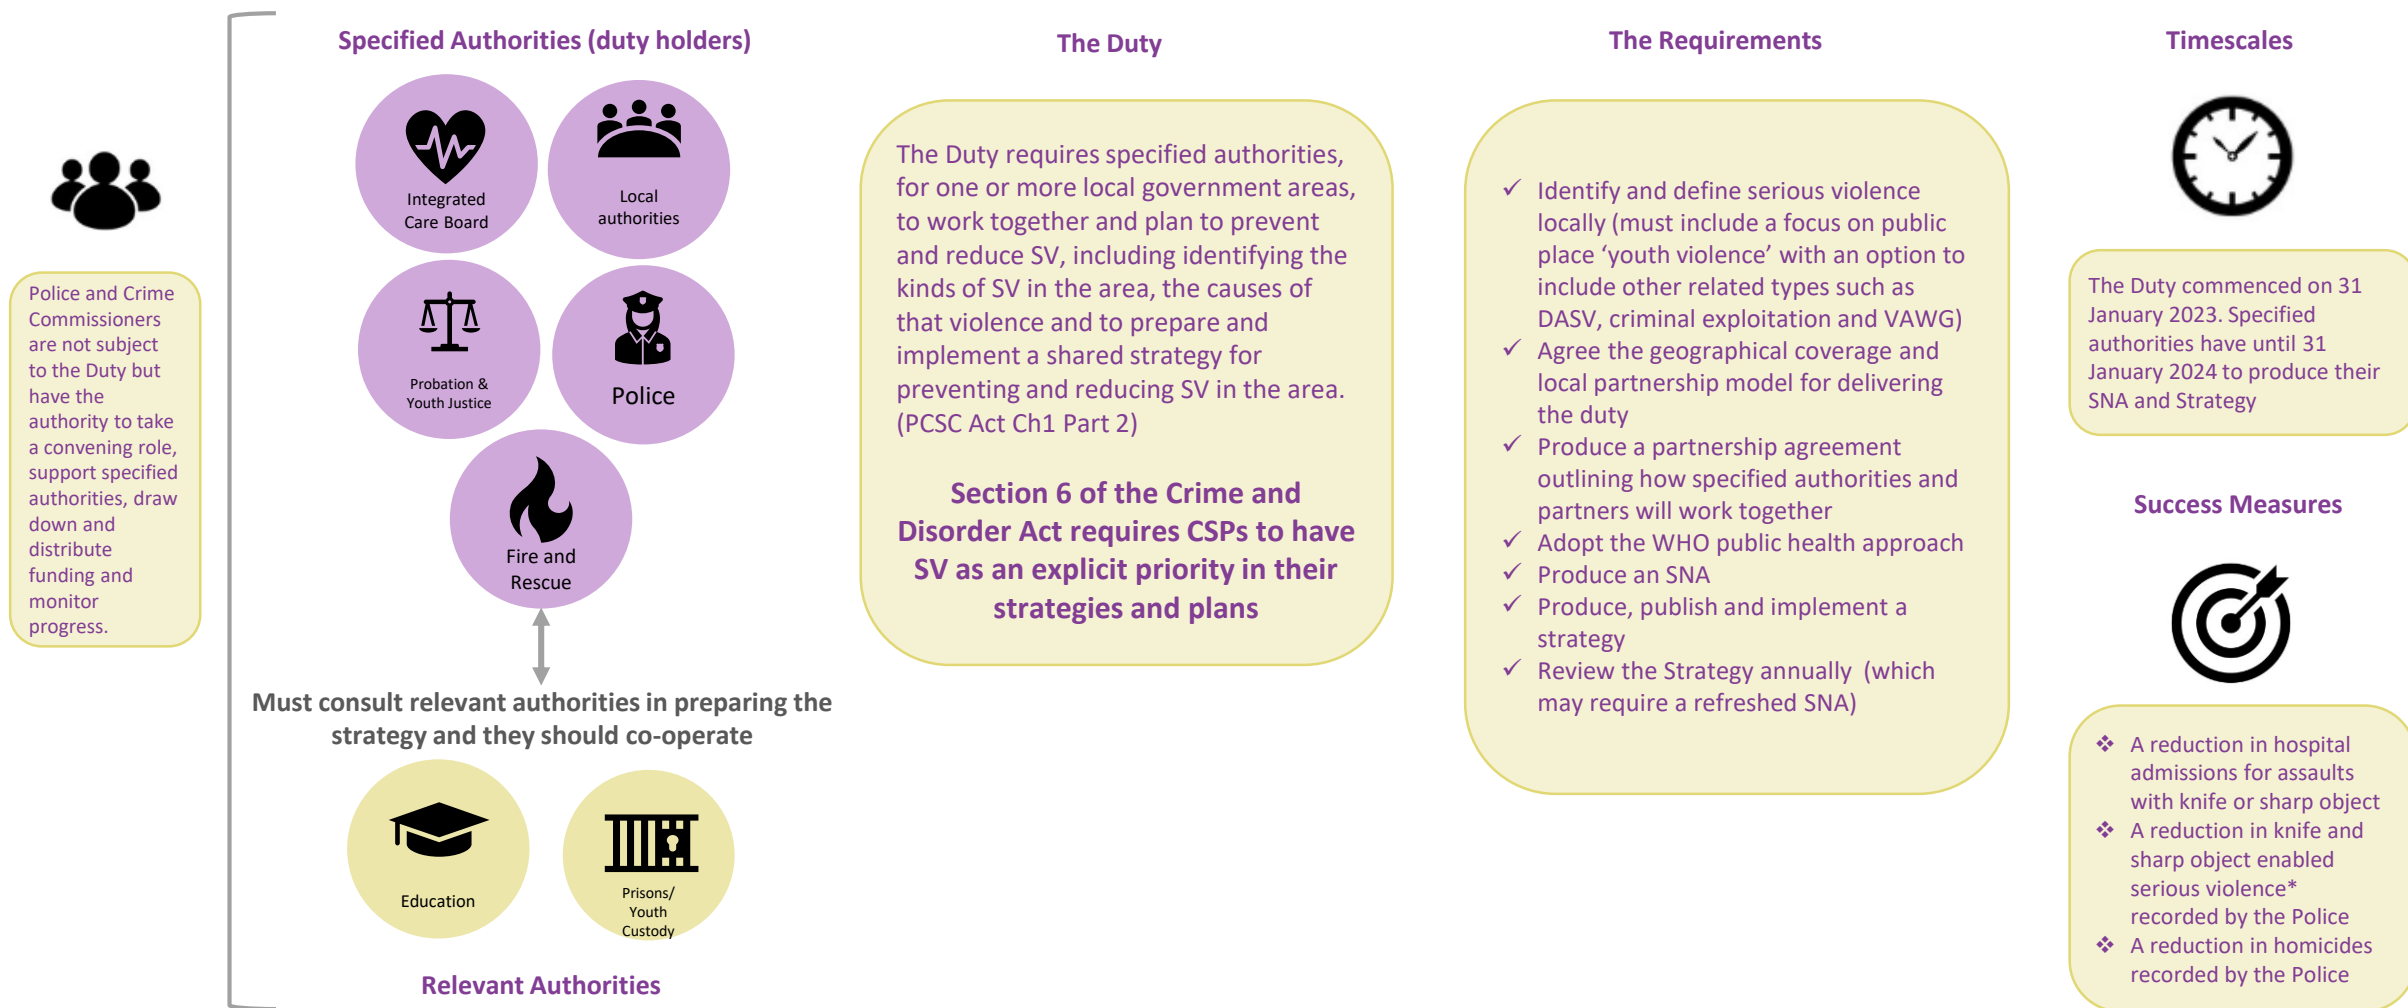 Police and Crime
Commissioners
are not subject
to the Duty but
have the
authority to take
a convening role,
support specified
authorities, draw
down and
distribute
funding and
monitor
progress.
Specified Authorities (duty holders)
Integrated
Care Board
Local
authorities
Probation &
Youth Justice
Police
Fire and
Rescue
Must consult relevant authorities in preparing the
strategy and they should co-operate
Education
Prisons/
Youth
Custody
Relevant Authorities
The Duty
The Duty requires specified authorities,
for one or more local government areas,
to work together and plan to prevent
and reduce SV, including identifying the
kinds of SV in the area, the causes of
that violence and to prepare and
implement a shared strategy for
preventing and reducing SV in the area.
(PCSC Act Ch1 Part 2)
Section 6 of the Crime and
Disorder Act requires CSPs to have
SV as an explicit priority in their
strategies and plans
The Requirements
✓ Identify and define serious violence
locally (must include a focus on public
place ‘youth violence’ with an option to
include other related types such as
DASV, criminal exploitation and VAWG)
✓ Agree the geographical coverage and
local partnership model for delivering
the duty
✓ Produce a partnership agreement
outlining how specified authorities and
partners will work together
✓ Adopt the WHO public health approach
✓ Produce an SNA
✓ Produce, publish and implement a
strategy
✓ Review the Strategy annually (which
may require a refreshed SNA)
Timescales
The Duty commenced on 31
January 2023. Specified
authorities have until 31
January 2024 to produce their
SNA and Strategy
Success Measures
❖ A reduction in hospital
admissions for assaults
with knife or sharp object
❖ A reduction in knife and
sharp object enabled
serious violence*
recorded by the Police
❖ A reduction in homicides
recorded by the Police